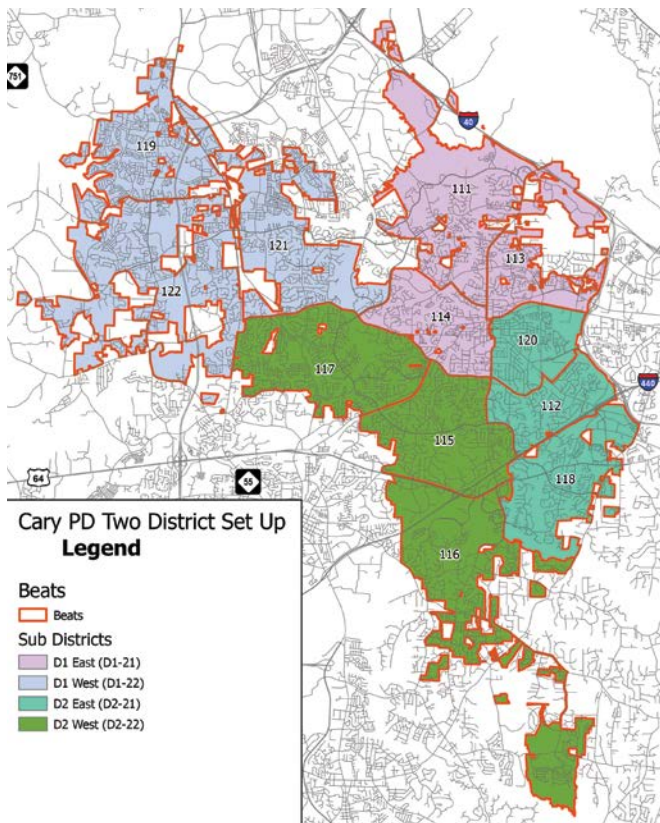 751
40
119
111
121
113
122
114
120
117
440
112
115
118
64
55
116
Cary PD Two District Set Up
Legend
Beats
Beats
Sub Districts
D1 East (D1-21)
D1 West (D1-22)
D2 East (D2-21)
D2 West (D2-22)